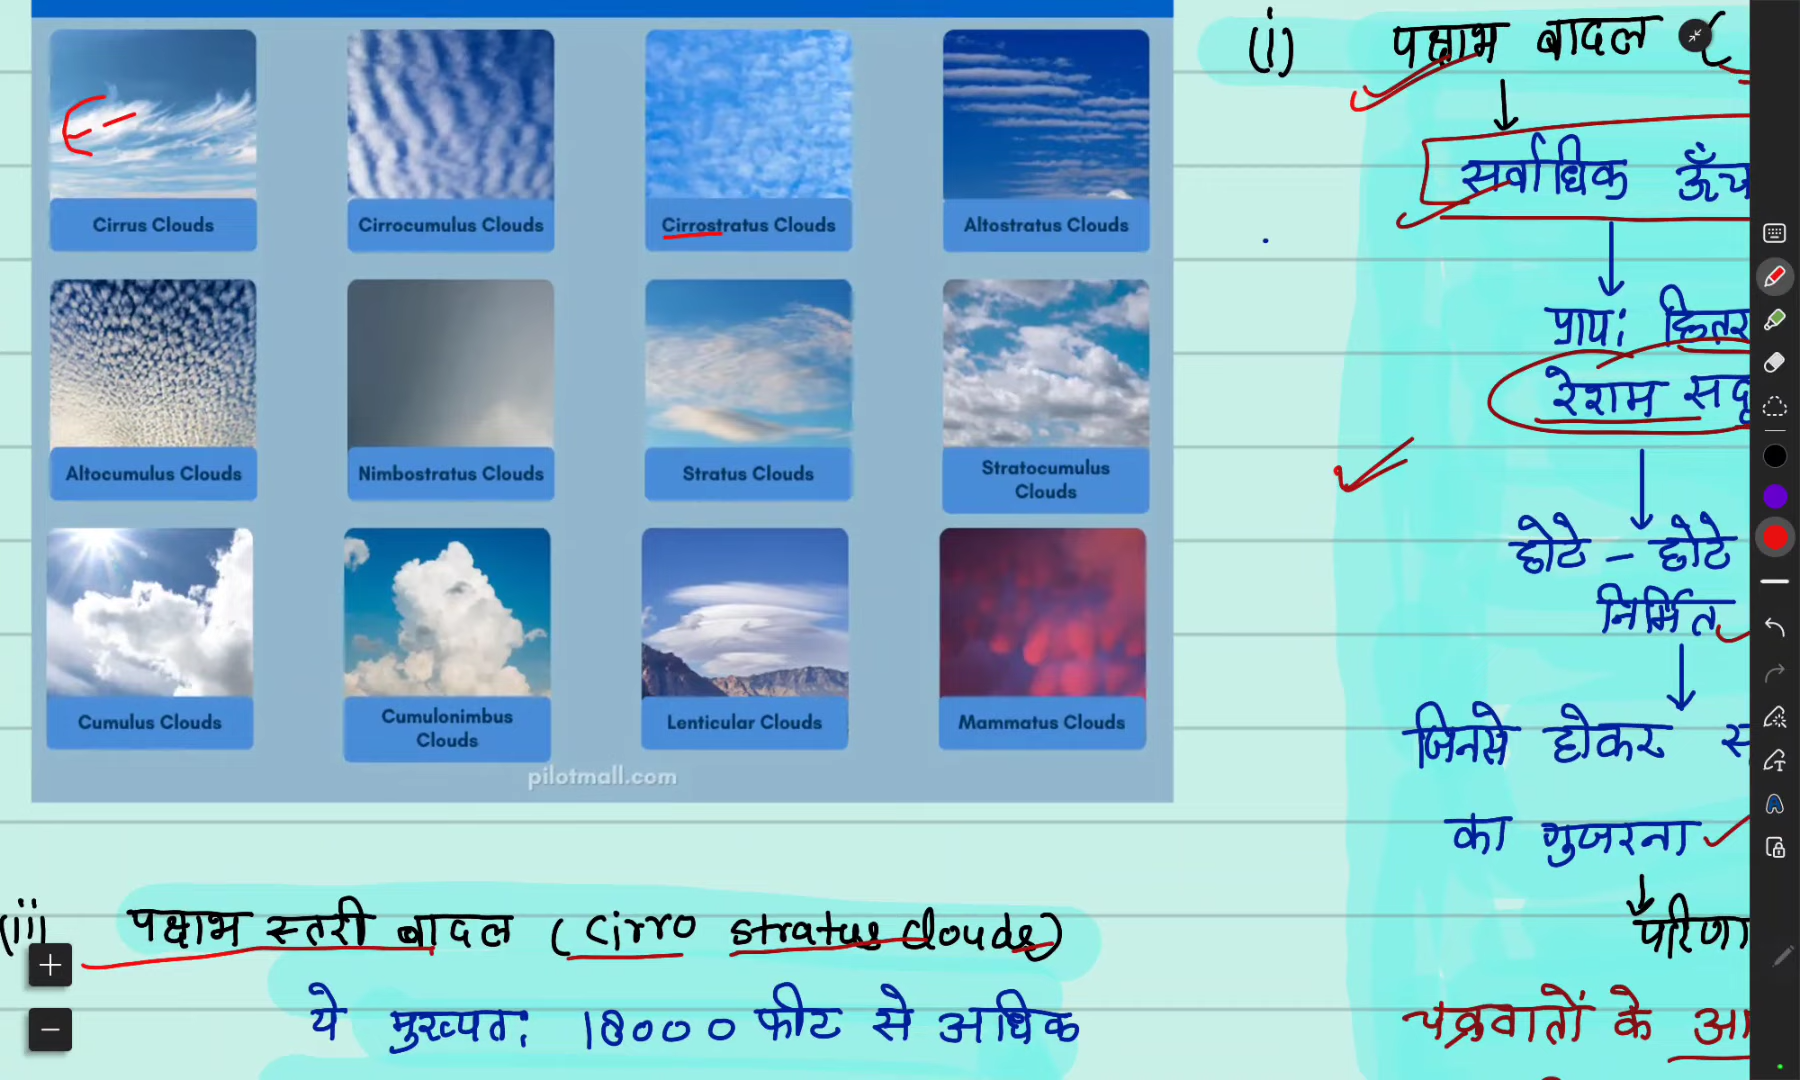 Cirrus Clouds
Cirrocumulus Clouds
Cirrostratus Clouds
Altostratus Clouds
Altocumulus Clouds
Nimbostratus Clouds
Stratus Clouds
Stratocumulus
Clouds
Cumulus Clouds
Cumulonimbus
Clouds
Lenticular Clouds
Mammatus Clouds
pilotmall.com
(iii) पक्षाभ स्तरी बादल (Cirro stratus clouds)
ये मुख्यतः 18000 फीट से अधिक
(i) पक्षाभ बादल (
सर्वाधिक
प्रायः छितर
रेशम
छोटे - छोटे
निर्मित
जिनसे होकर
का गुजरना
चक्रवातों के